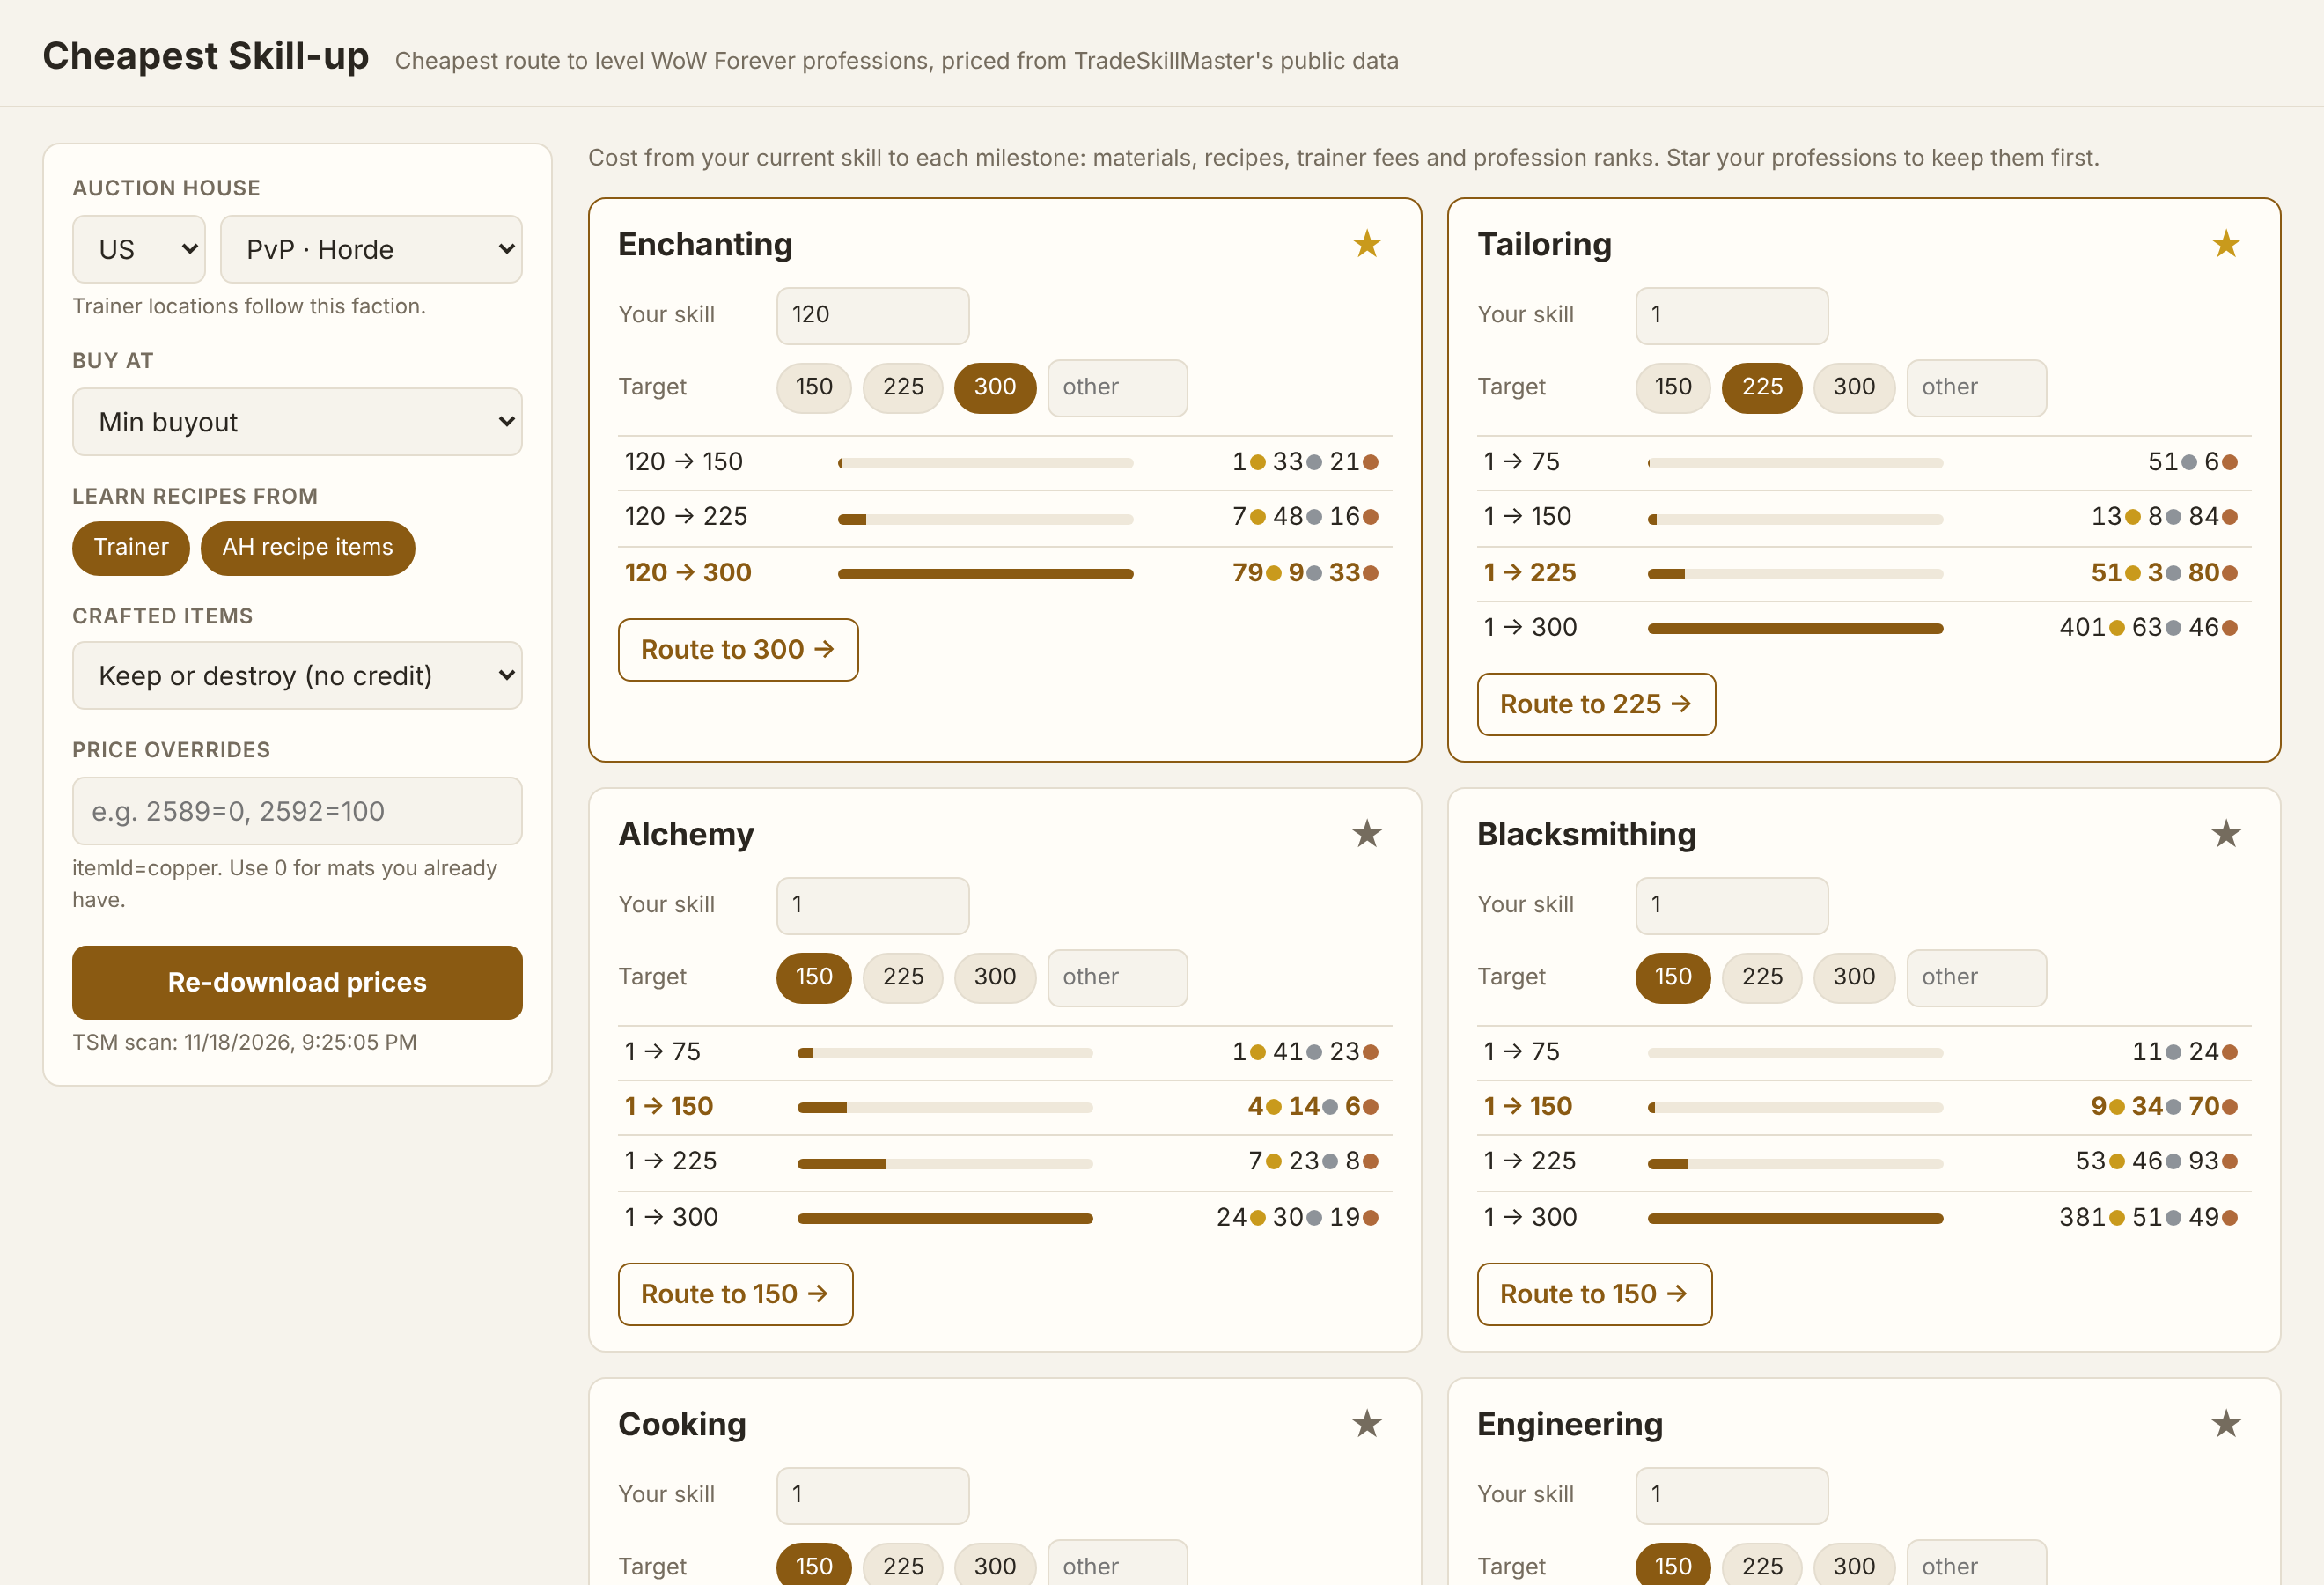 Cheapest Skill-up
Cheapest route to level WoW Forever professions, priced from TradeSkillMaster's public data
AUCTION HOUSE
US
PvP · Horde
Trainer locations follow this faction.
BUY AT
Min buyout
LEARN RECIPES FROM
Trainer
AH recipe items
CRAFTED ITEMS
Keep or destroy (no credit)
PRICE OVERRIDES
e.g. 2589=0, 2592=100
itemId=copper. Use 0 for mats you already
have.
Re-download prices
TSM scan: 11/18/2026, 9:25:05 PM
Cost from your current skill to each milestone: materials, recipes, trainer fees and profession ranks. Star your professions to keep them first.
Enchanting ★
Your skill 120
Target 150 225 300 other
120 → 150 1 33 21
120 → 225 7 48 16
120 → 300 79 9 33
Route to 300 →
Tailoring ★
Your skill 1
Target 150 225 300 other
1 → 75 51 6
1 → 150 13 8 84
1 → 225 51 3 80
1 → 300 401 63 46
Route to 225 →
Alchemy ★
Your skill 1
Target 150 225 300 other
1 → 75 1 41 23
1 → 150 4 14 6
1 → 225 7 23 8
1 → 300 24 30 19
Route to 150 →
Blacksmithing ★
Your skill 1
Target 150 225 300 other
1 → 75 11 24
1 → 150 9 34 70
1 → 225 53 46 93
1 → 300 381 51 49
Route to 150 →
Cooking ★
Your skill 1
Target 150 225 300 other
Engineering ★
Your skill 1
Target 150 225 300 other